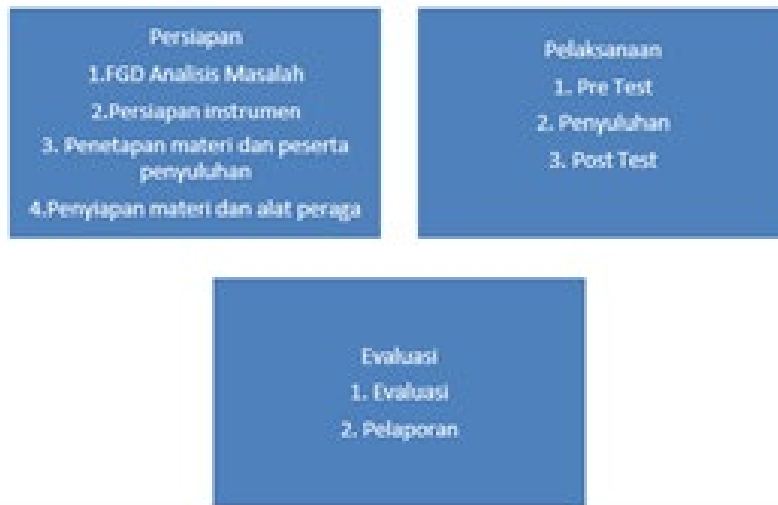 Persiapan
1.FGD Analisis Masalah
2.Persiapan instrumen
3. Penetapan materi dan peserta
penyuluhan
4.Penyiapan materi dan alat peraga
Pelaksanaan
1. Pre Test
2. Penyuluhan
3. Post Test
Evaluasi
1. Evaluasi
2. Pelaporan